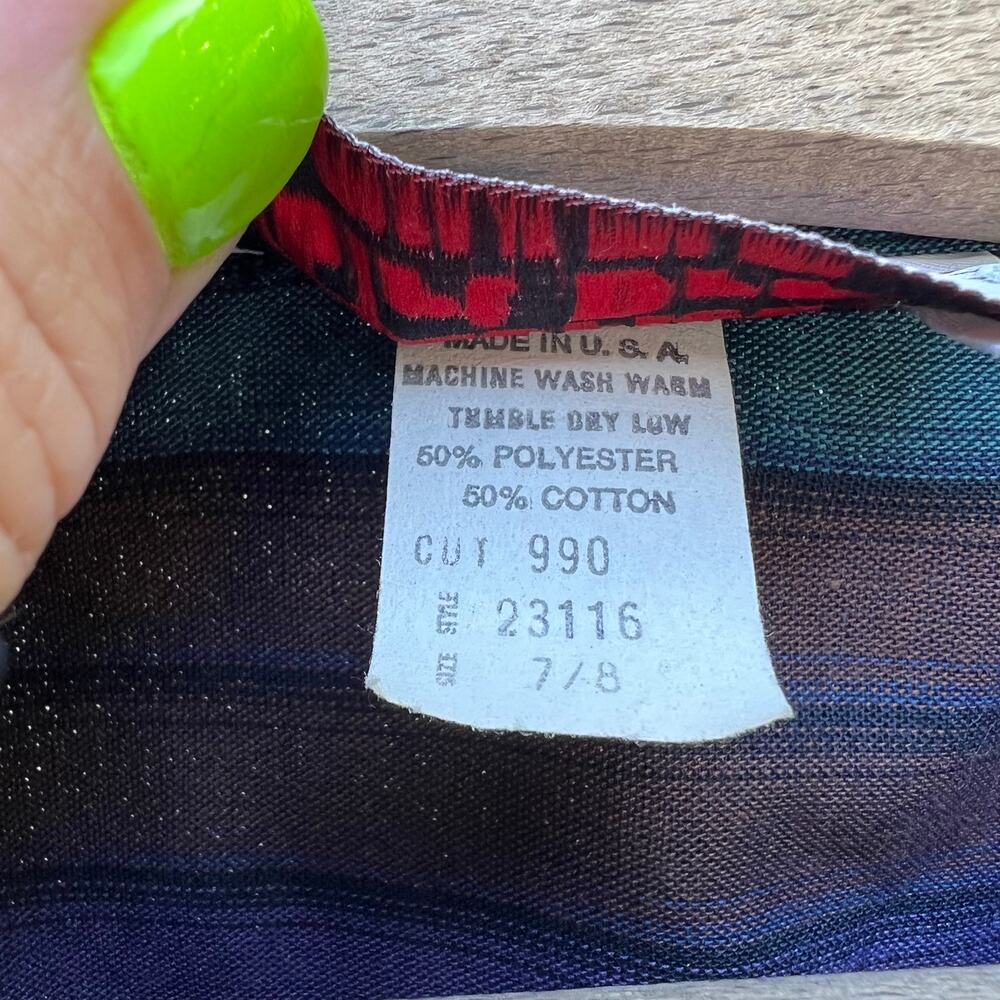 MADE IN U. S. A.
MACHINE WASH WARM
TUMBLE DRY LOW
50% POLYESTER
50% COTTON
CUT 990
STYLE 23116
SIZE 7/8